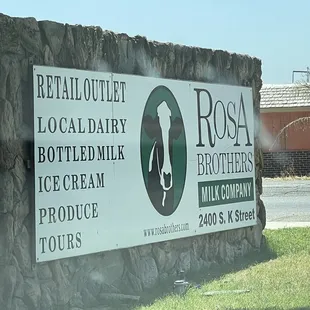 RETAIL OUTLET
LOCAL DAIRY
BOTTLED MILK
ICE CREAM
PRODUCE
TOURS
www.rosabrothers.com
ROSA
BROTHERS
MILK COMPANY
2400 S. K Street